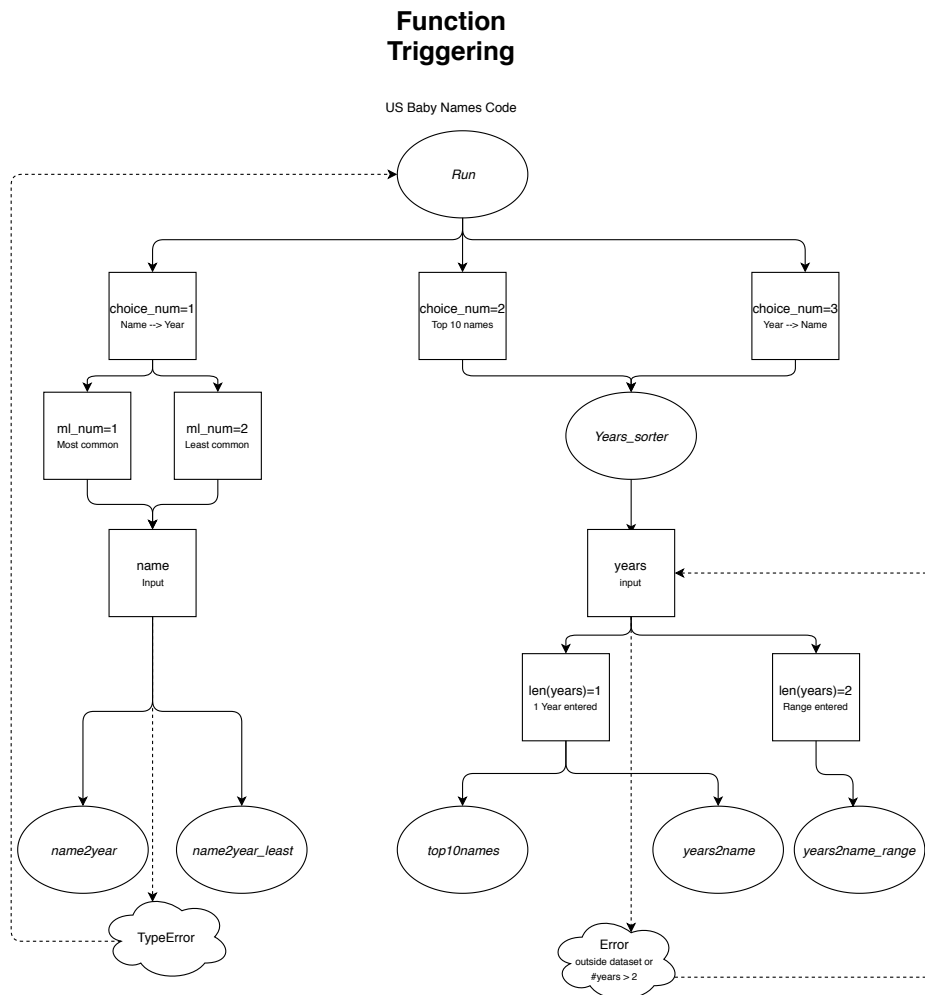 Function
Triggering
US Baby Names Code
Run
choice_num=1
Name --> Year
choice_num=2
Top 10 names
choice_num=3
Year --> Name
ml_num=1
Most common
ml_num=2
Least common
Years_sorter
name
Input
years
input
len(years)=1
1 Year entered
len(years)=2
Range entered
name2year
name2year_least
top10names
years2name
years2name_range
TypeError
Error
outside dataset or
#years > 2